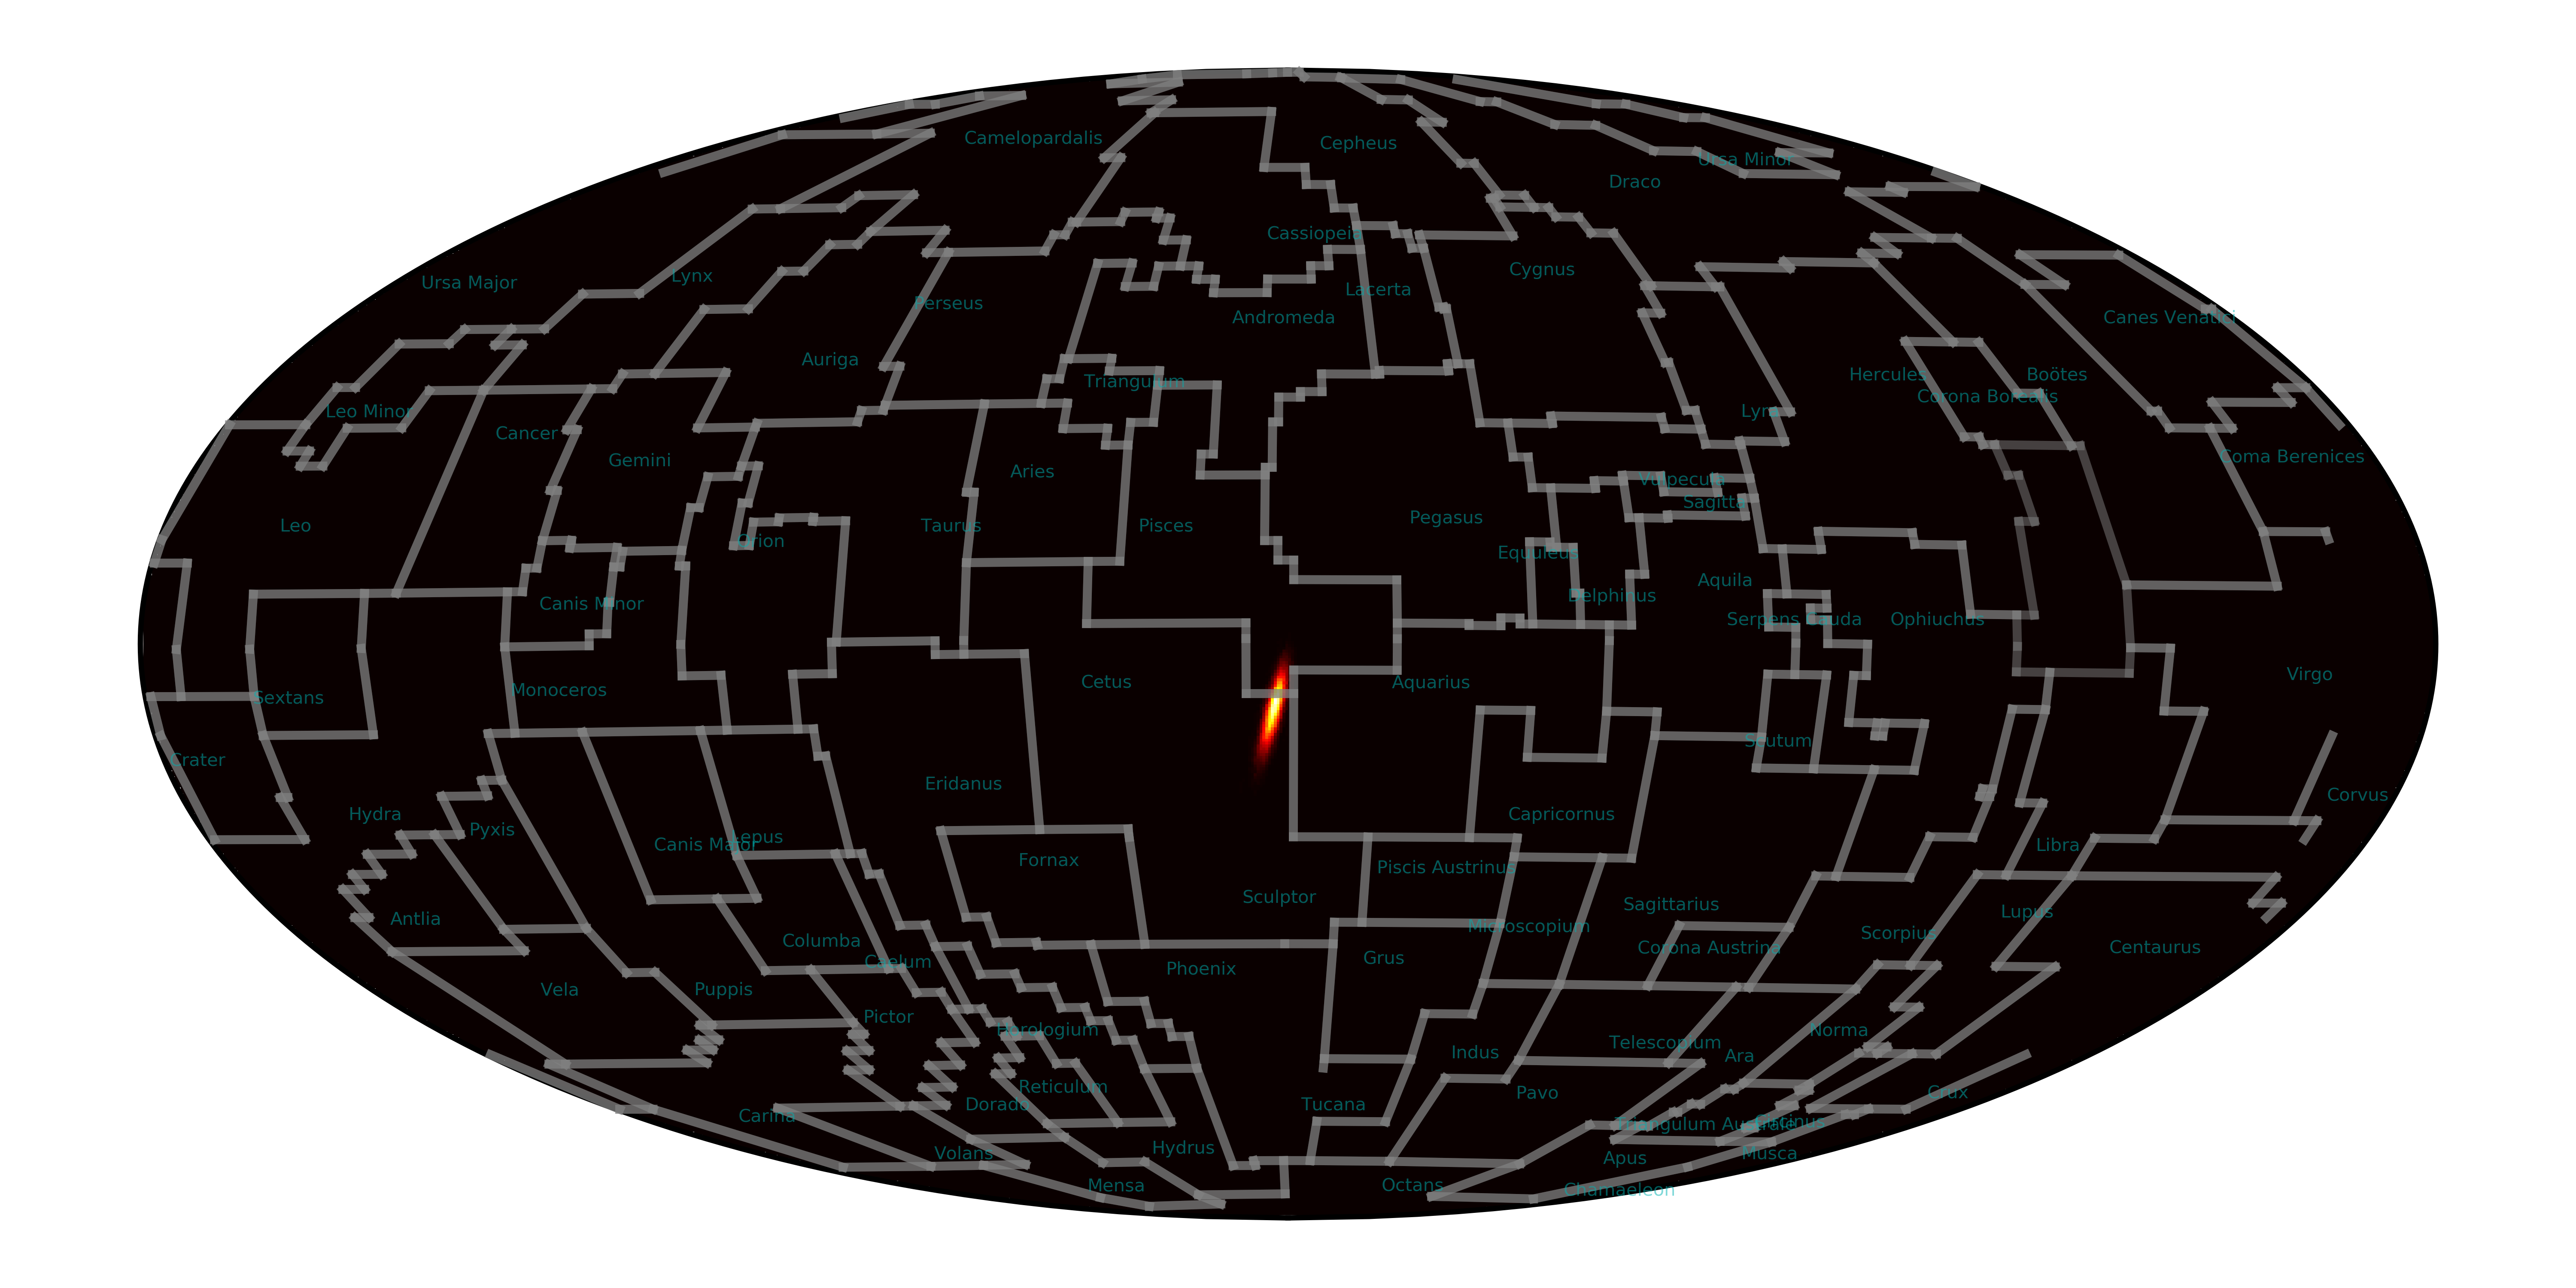 Camelopardalis
Cepheus
Ursa Minor
Draco
Cassiopeia
Cygnus
Lynx
Ursa Major
Lacerta
Perseus
Andromeda
Canes Venatici
Auriga
Hercules
Boötes
Triangulum
Corona Borealis
Leo Minor
Lyra
Cancer
Coma Berenices
Gemini
Aries
Vulpecula
Sagitta
Pegasus
Leo
Taurus
Pisces
Orion
Equuleus
Aquila
Delphinus
Canis Minor
Serpens Cauda
Ophiuchus
Virgo
Cetus
Aquarius
Monoceros
Sextans
Scutum
Crater
Eridanus
Corvus
Hydra
Capricornus
Pyxis
Lepus
Canis Major
Libra
Fornax
Piscis Austrinus
Sculptor
Sagittarius
Lupus
Antlia
Microscopium
Scorpius
Columba
Corona Austrina
Centaurus
Grus
Caelum
Phoenix
Vela
Puppis
Pictor
Horologium
Norma
Telescopium
Indus
Ara
Reticulum
Pavo
Crux
Dorado
Tucana
Carina
Circinus
Triangulum Australe
Hydrus
Volans
Musca
Apus
Mensa
Octans
Chamaeleon